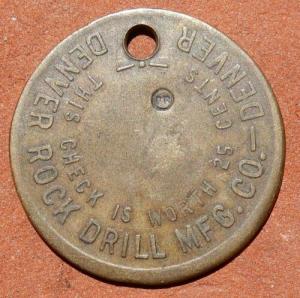 DENVER ROCK DRILL MFG. CO.—DENVER
THIS CHECK IS WORTH 25 CENTS